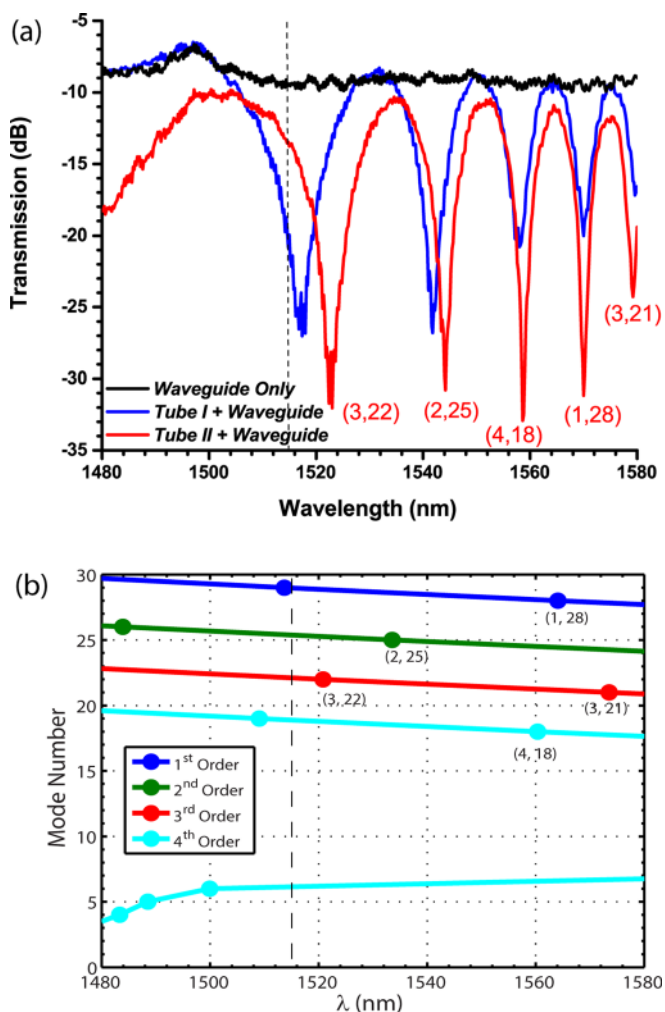 (a)
-5
-10
-15
-20
-25
-30
-35
Transmission (dB)
Waveguide Only
Tube I + Waveguide
Tube II + Waveguide
(3,22)
(2,25)
(4,18)
(1,28)
(3,21)
1480
1500
1520
1540
1560
1580
Wavelength (nm)
(b)
30
25
20
15
10
5
0
Mode Number
(1, 28)
(2, 25)
(3, 22)
(3, 21)
(4, 18)
1st Order
2nd Order
3rd Order
4th Order
1480
1500
1520
1540
1560
1580
λ (nm)